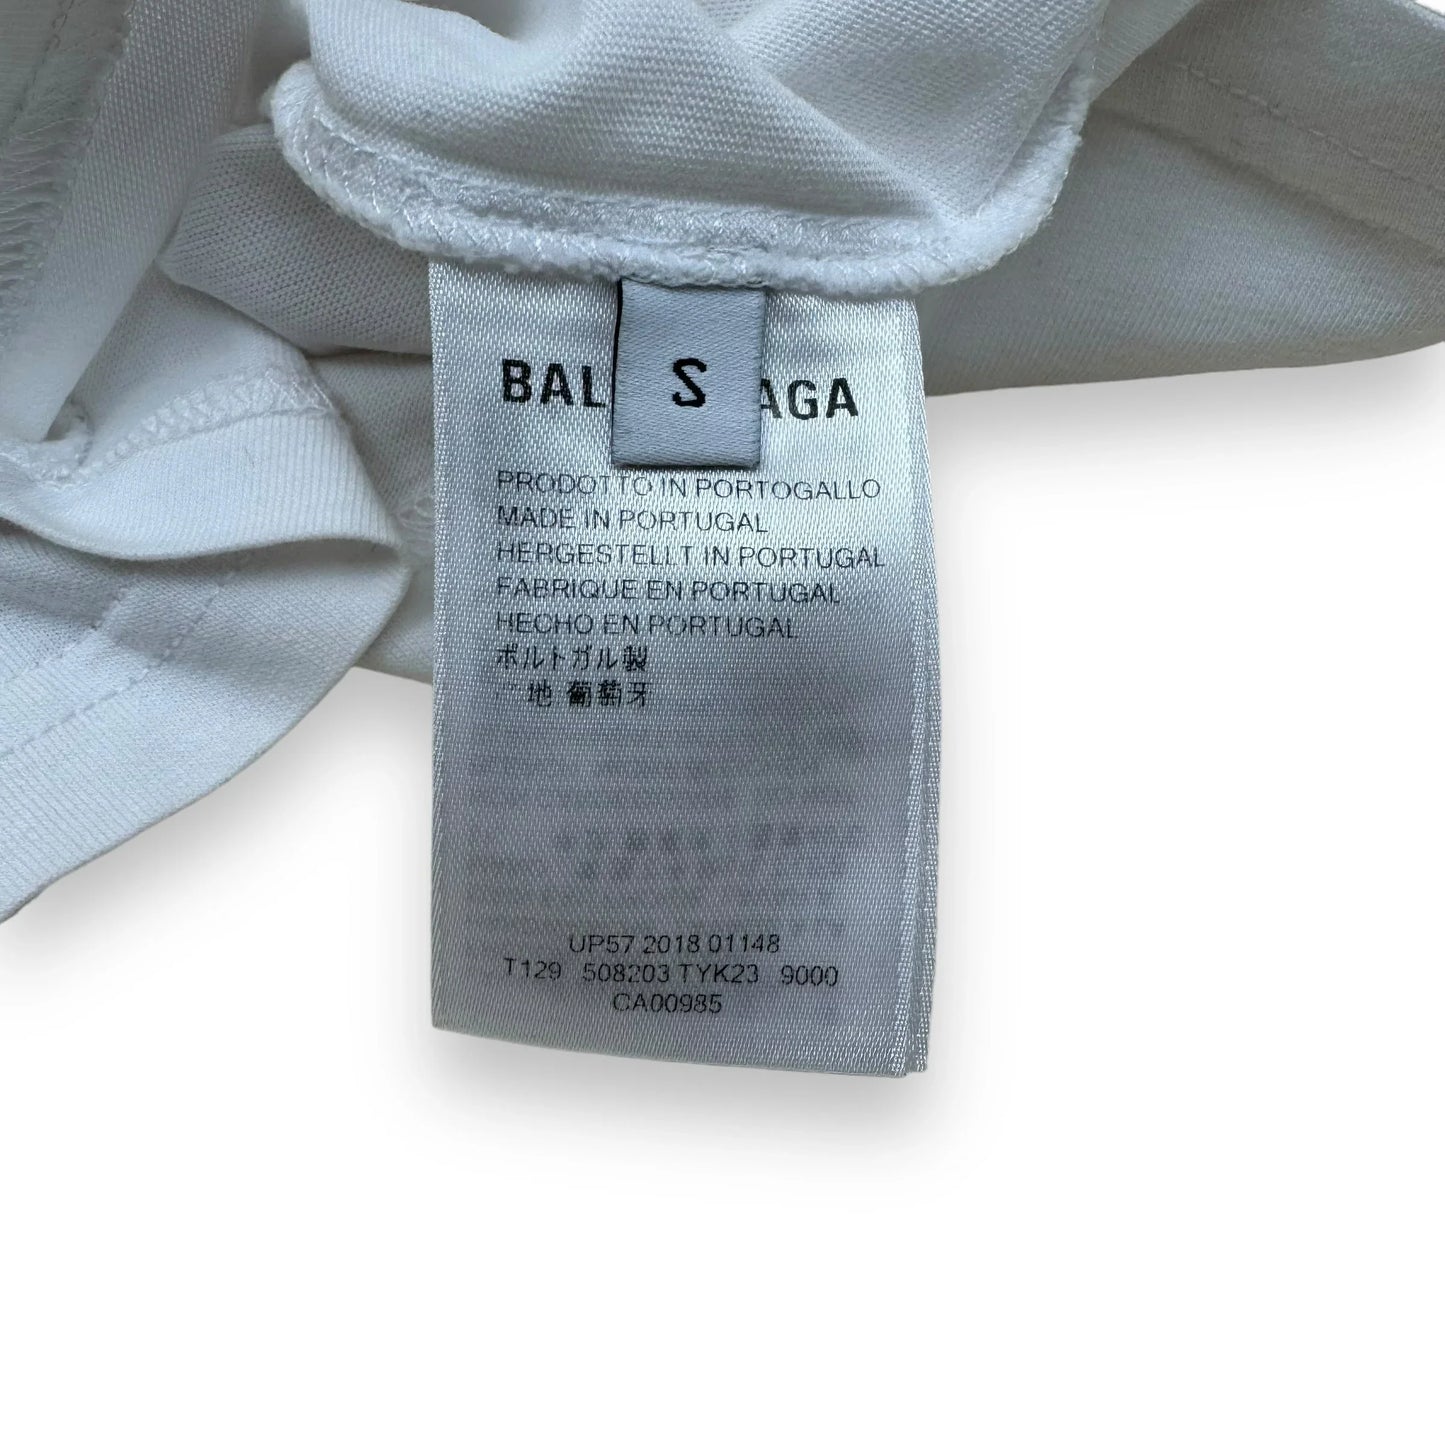 BAL S AGA
PRODOTTO IN PORTOGALLO
MADE IN PORTUGAL
HERGESTELLT IN PORTUGAL
FABRIQUE EN PORTUGAL
HECHO EN PORTUGAL
ポルトガル製
地 葡萄牙
UP57 2018 01148
T129 508203 TYK23 9000
CA00985